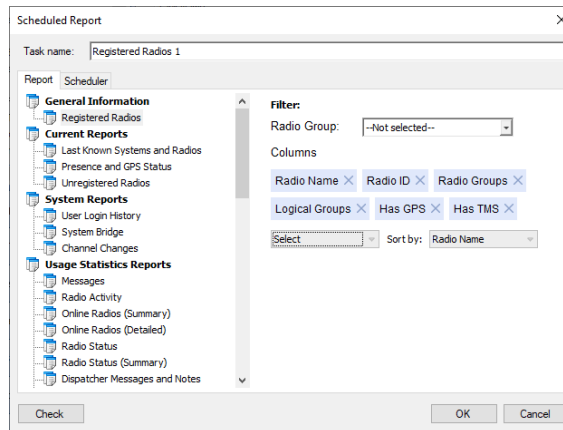 Scheduled Report
Task name: Registered Radios 1
Report Scheduler
General Information
Registered Radios
Current Reports
Last Known Systems and Radios
Presence and GPS Status
Unregistered Radios
System Reports
User Login History
System Bridge
Channel Changes
Usage Statistics Reports
Messages
Radio Activity
Online Radios (Summary)
Online Radios (Detailed)
Radio Status
Radio Status (Summary)
Dispatcher Messages and Notes
Filter:
Radio Group: --Not selected--
Columns
Radio Name Radio ID Radio Groups
Logical Groups Has GPS Has TMS
Select Sort by: Radio Name
Check OK Cancel